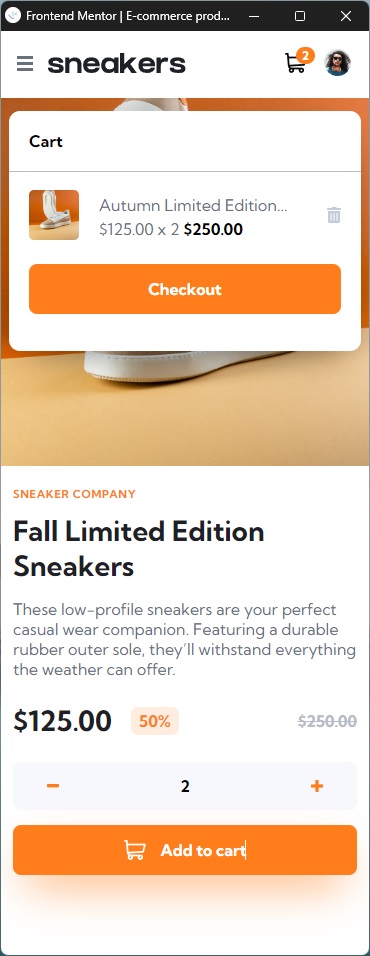 Frontend Mentor | E-commerce prod...
sneakers
2
Cart
Autumn Limited Edition...
$125.00 x 2 $250.00
Checkout
SNEAKER COMPANY
Fall Limited Edition
Sneakers
These low-profile sneakers are your perfect
casual wear companion. Featuring a durable
rubber outer sole, they’ll withstand everything
the weather can offer.
$125.00 50% $250.00
2
Add to cart